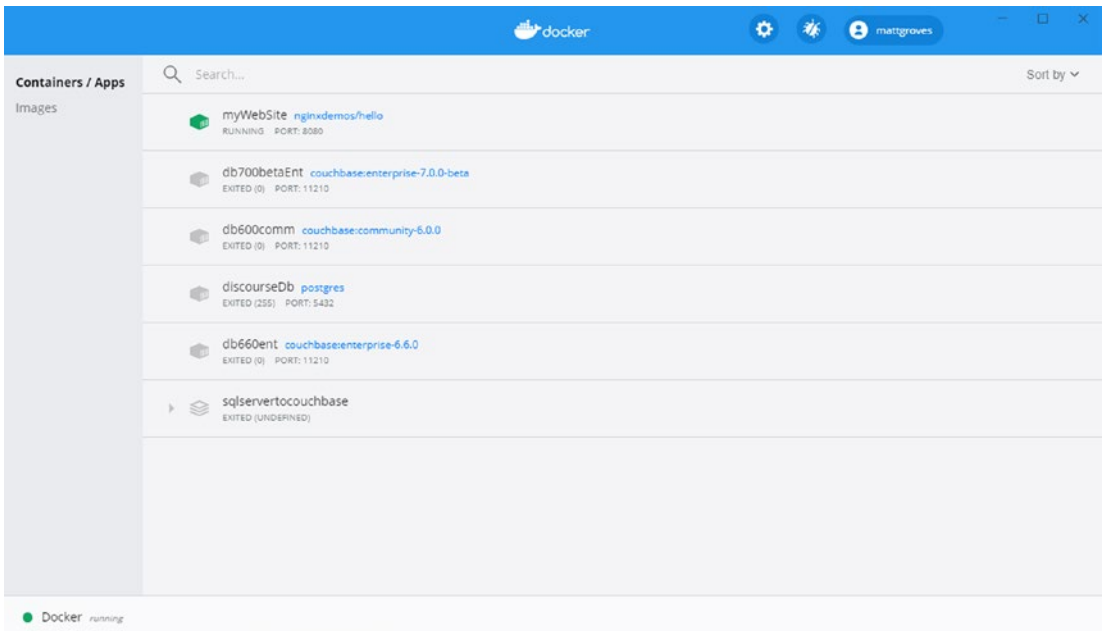 docker
mattgroves
Containers / Apps
Images
Search...
Sort by
myWebSite nginxdemos/hello
RUNNING PORT: 8080
db700betaEnt couchbase:enterprise-7.0.0-beta
EXITED (0) PORT: 11210
db600comm couchbase:community-6.0.0
EXITED (0) PORT: 11210
discourseDb postgres
EXITED (255) PORT: 5432
db660ent couchbase:enterprise-6.6.0
EXITED (0) PORT: 11210
sqlservertocouchbase
EXITED (UNDEFINED)
Docker running